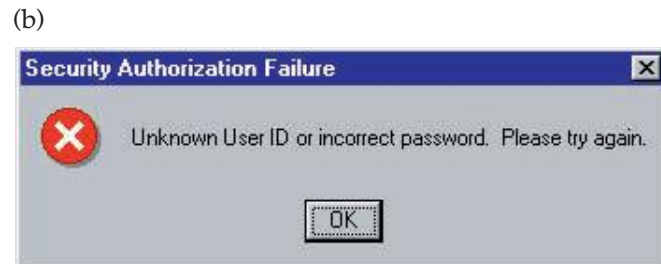 (b)
Security Authorization Failure
Unknown User ID or incorrect password. Please try again.
OK